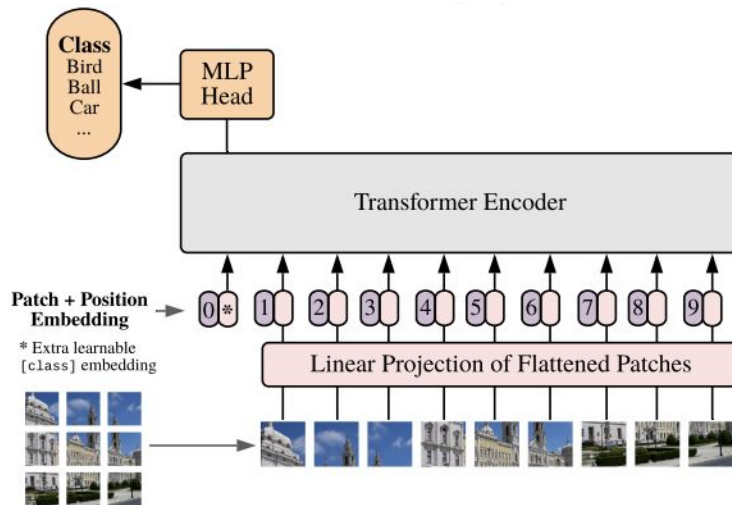 Class
Bird
Ball
Car
...
MLP
Head
Transformer Encoder
Patch + Position
Embedding
0 * 1 2 3 4 5 6 7 8 9
* Extra learnable
[class] embedding
Linear Projection of Flattened Patches